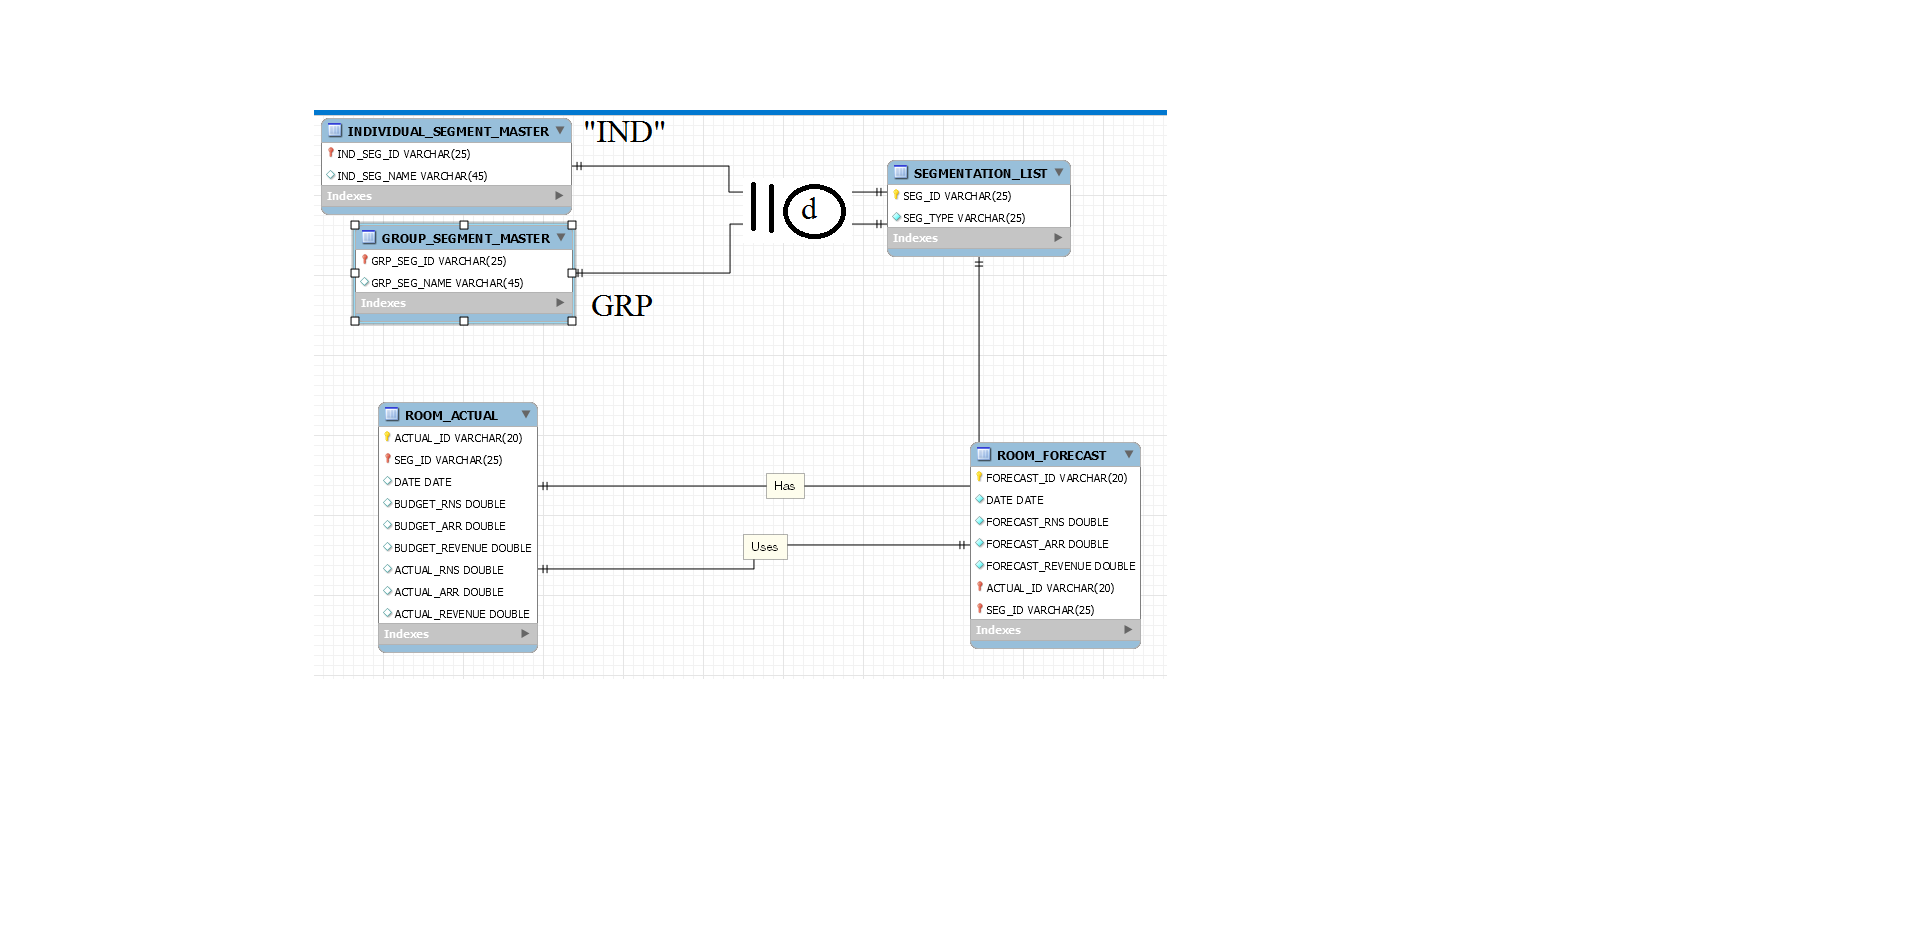 INDIVIDUAL_SEGMENT_MASTER
IND_SEG_ID VARCHAR(25)
IND_SEG_NAME VARCHAR(45)
Indexes
"IND"
GROUP_SEGMENT_MASTER
GRP_SEG_ID VARCHAR(25)
GRP_SEG_NAME VARCHAR(45)
Indexes
GRP
d
SEGMENTATION_LIST
SEG_ID VARCHAR(25)
SEG_TYPE VARCHAR(25)
Indexes
ROOM_ACTUAL
ACTUAL_ID VARCHAR(20)
SEG_ID VARCHAR(25)
DATE DATE
BUDGET_RNS DOUBLE
BUDGET_ARR DOUBLE
BUDGET_REVENUE DOUBLE
ACTUAL_RNS DOUBLE
ACTUAL_ARR DOUBLE
ACTUAL_REVENUE DOUBLE
Indexes
Has
Uses
ROOM_FORECAST
FORECAST_ID VARCHAR(20)
DATE DATE
FORECAST_RNS DOUBLE
FORECAST_ARR DOUBLE
FORECAST_REVENUE DOUBLE
ACTUAL_ID VARCHAR(20)
SEG_ID VARCHAR(25)
Indexes